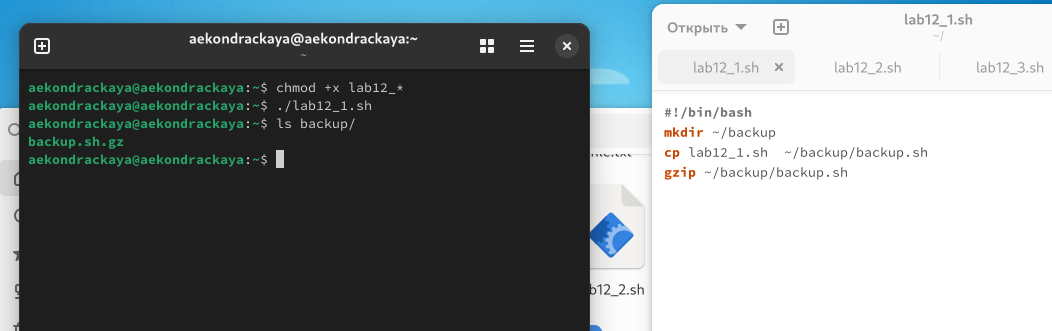 aekondrackaya@aekondrackaya:~
~
aekondrackaya@aekondrackaya:~$ chmod +x lab12_*
aekondrackaya@aekondrackaya:~$ ./lab12_1.sh
aekondrackaya@aekondrackaya:~$ ls backup/
backup.sh.gz
aekondrackaya@aekondrackaya:~$
b12_2.sh
Открыть
lab12_1.sh
~/
lab12_1.sh
lab12_2.sh
lab12_3.sh
#!/bin/bash
mkdir ~/backup
cp lab12_1.sh  ~/backup/backup.sh
gzip ~/backup/backup.sh